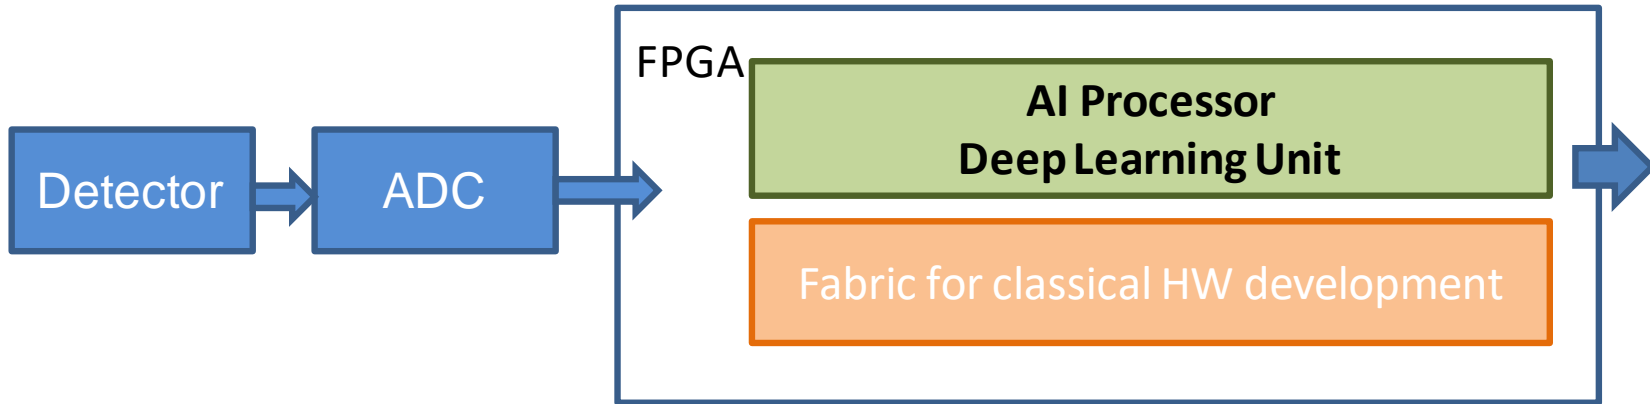 Detector
ADC
FPGA
AI Processor
Deep Learning Unit
Fabric for classical HW development